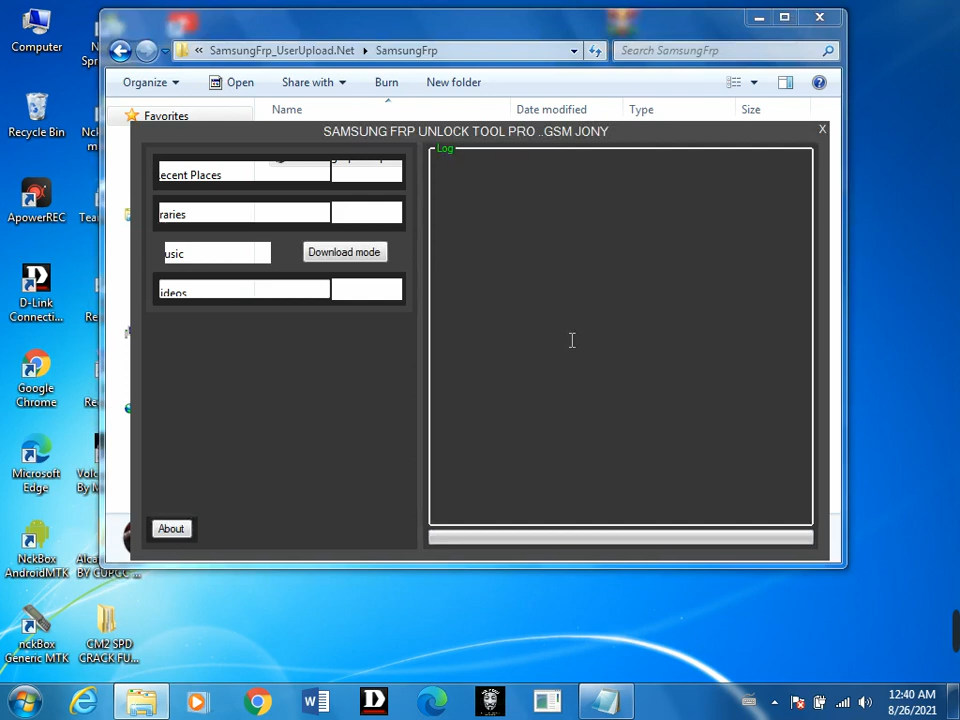 Computer
Recycle Bin
ApowerREC
D-Link
Connecti...
Google
Chrome
Microsoft
Edge
NckBox
AndroidMTK
nckBox
Generic MTK
CM2 SPD
CRACK FU...
BY CUPCC ...
« SamsungFrp_UserUpload.Net ▸ SamsungFrp
Search SamsungFrp
Organize
Open
Share with
Burn
New folder
Favorites
Name
Date modified
Type
Size
SAMSUNG FRP UNLOCK TOOL PRO ..GSM JONY
X
Log
ecent Places
raries
usic
Download mode
ideos
About
12:40 AM
8/26/2021